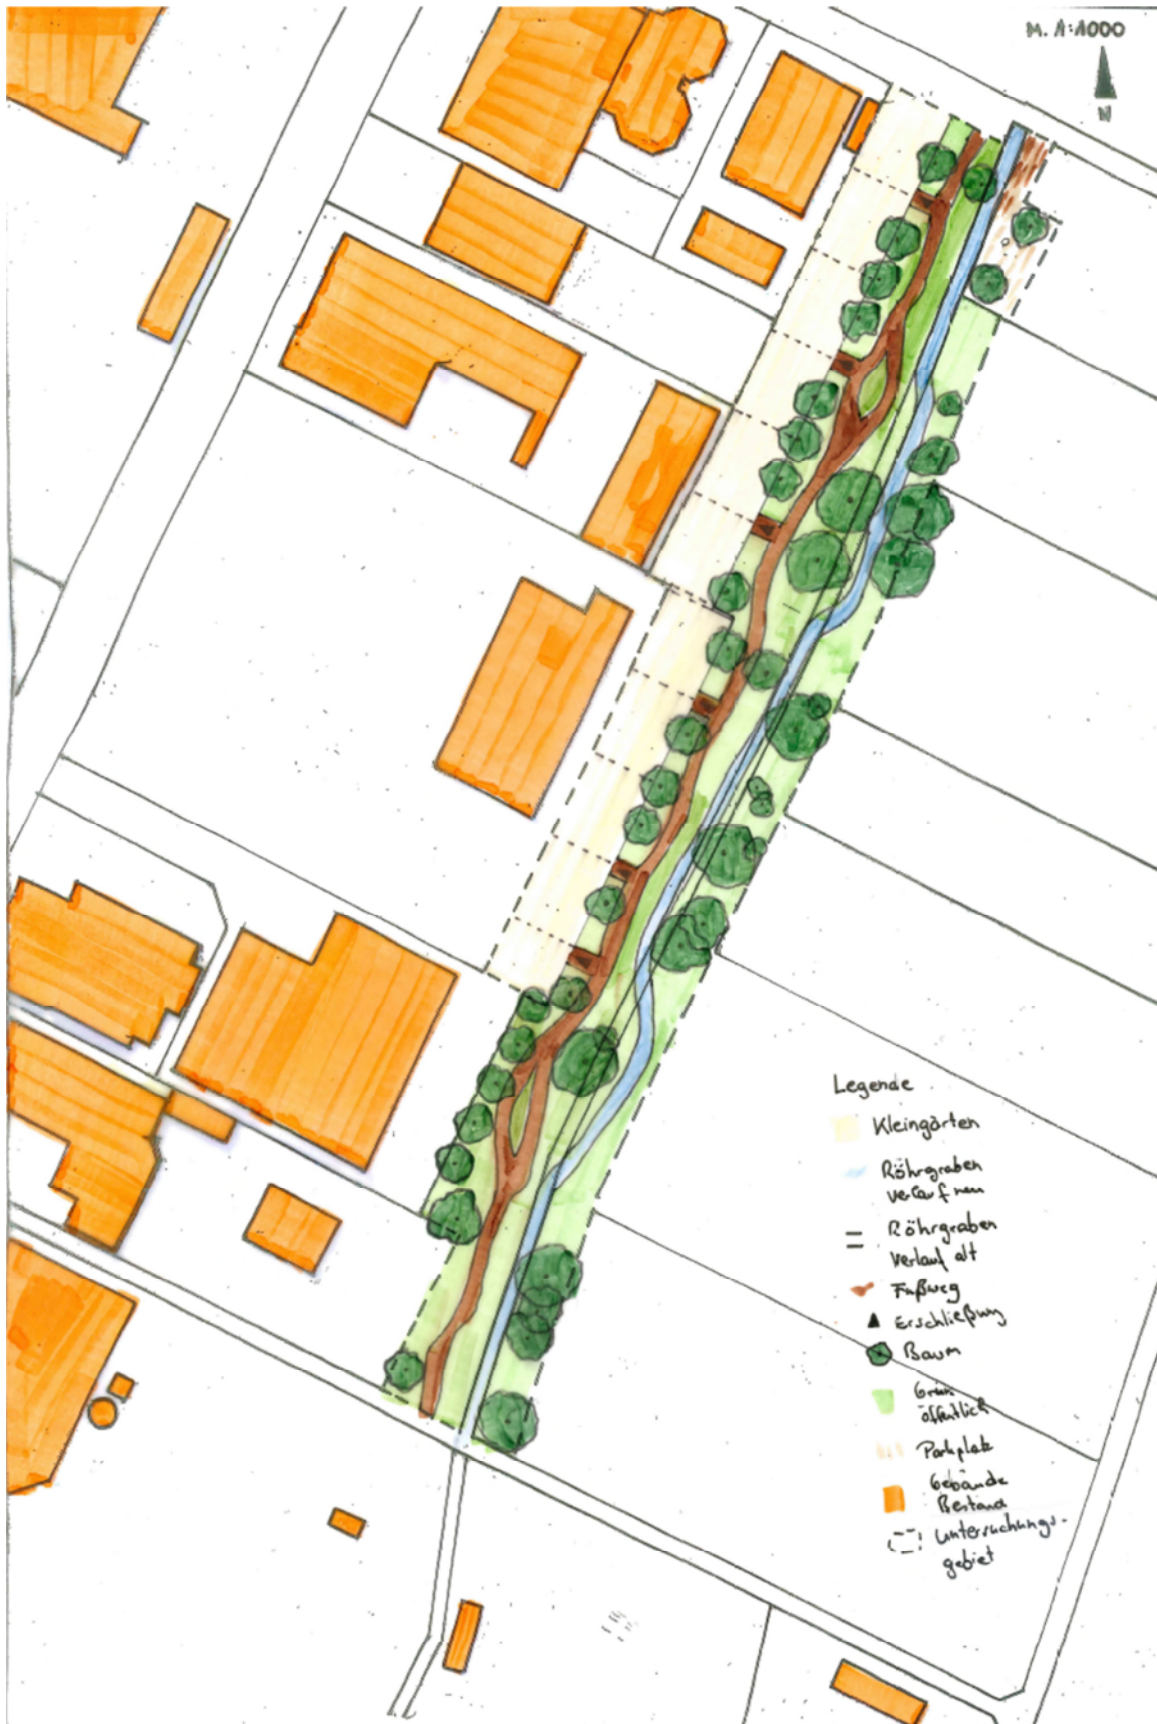 M. 1:1000
N
Legende
Kleingärten
Röhrgraben
verlauf neu
Röhrgraben
Verlauf alt
Fußweg
Erschließung
Baum
Grün
öffentlich
Parkplatz
Gebäude
Bestand
Untersuchungs-
gebiet